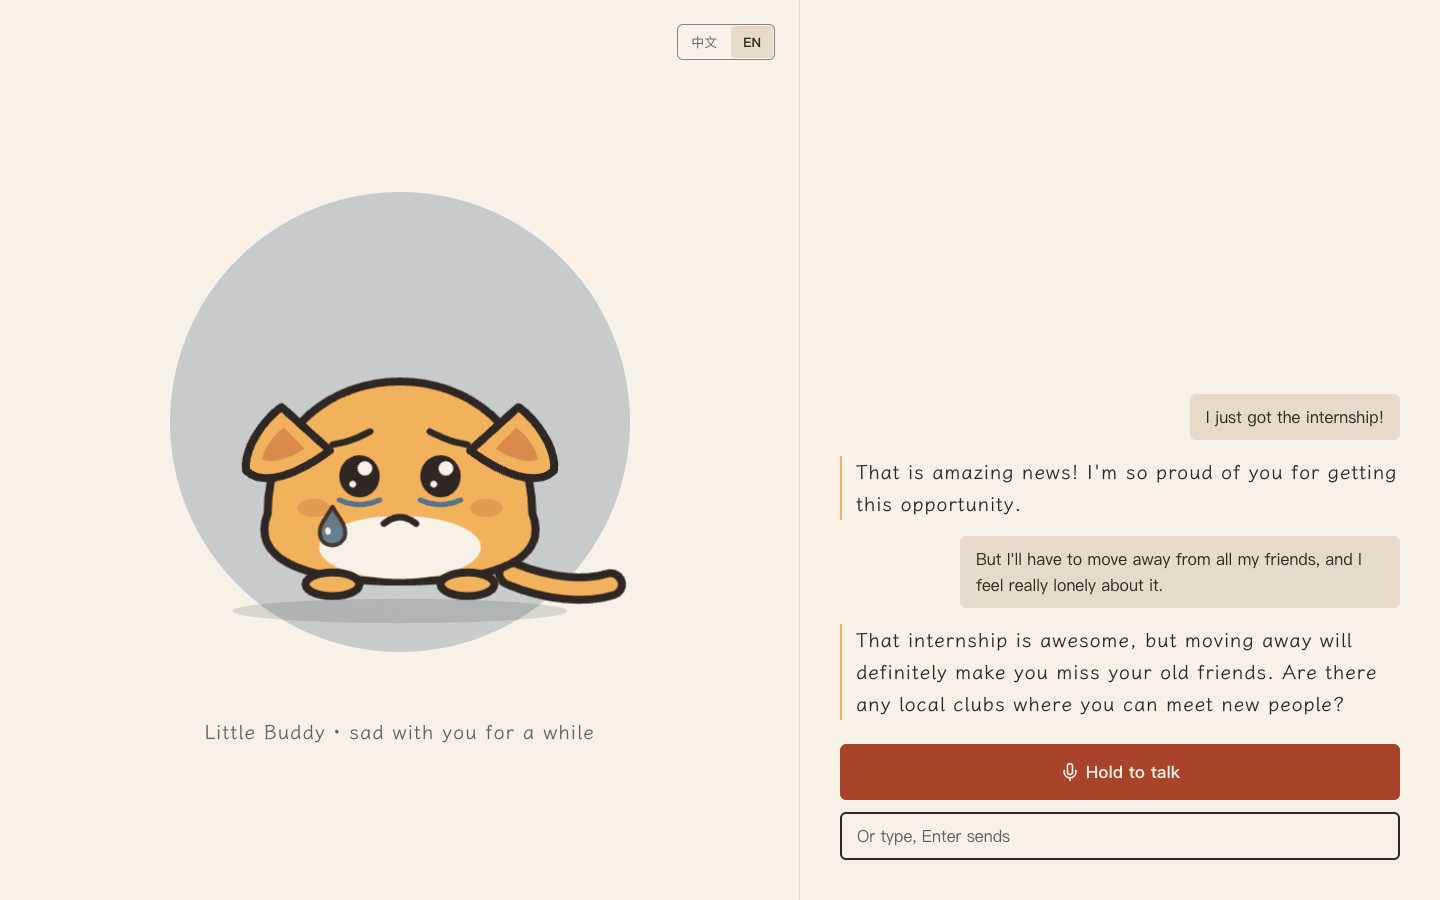 中文 EN
I just got the internship!
That is amazing news! I'm so proud of you for getting
this opportunity.
But I'll have to move away from all my friends, and I
feel really lonely about it.
That internship is awesome, but moving away will
definitely make you miss your old friends. Are there
any local clubs where you can meet new people?
Little Buddy • sad with you for a while
Hold to talk
Or type, Enter sends